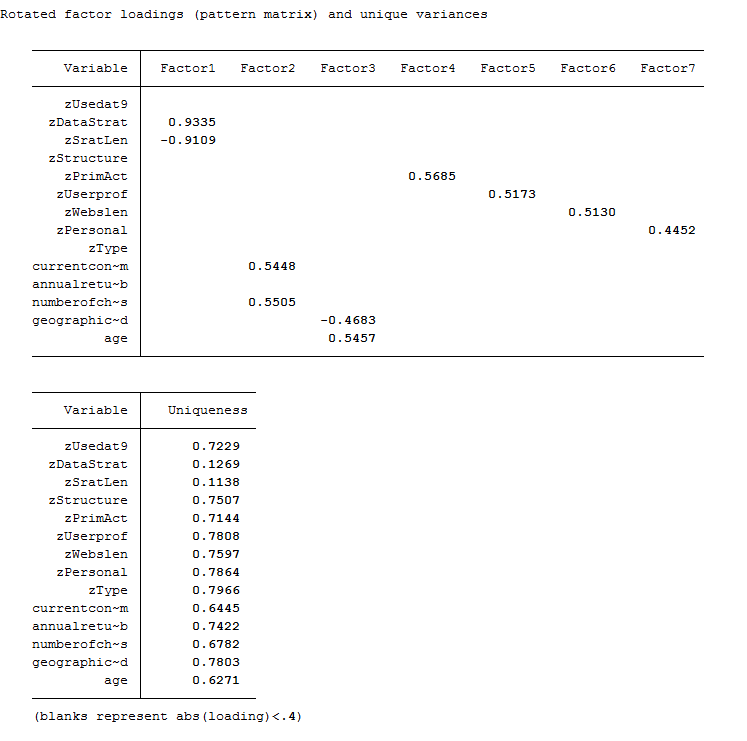 Rotated factor loadings (pattern matrix) and unique variances
Variable Factor1 Factor2 Factor3 Factor4 Factor5 Factor6 Factor7
zUsedat9
zDataStrat 0.9335
zSratLen -0.9109
zStructure
zPrimAct 0.5685
zUserprof 0.5173
zWebslen 0.5130
zPersonal 0.4452
zType
currentcon~m 0.5448
annualretu~b
numberofch~s 0.5505
geographic~d -0.4683
age 0.5457
Variable Uniqueness
zUsedat9 0.7229
zDataStrat 0.1269
zSratLen 0.1138
zStructure 0.7507
zPrimAct 0.7144
zUserprof 0.7808
zWebslen 0.7597
zPersonal 0.7864
zType 0.7966
currentcon~m 0.6445
annualretu~b 0.7422
numberofch~s 0.6782
geographic~d 0.7803
age 0.6271
(blanks represent abs(loading)<.4)